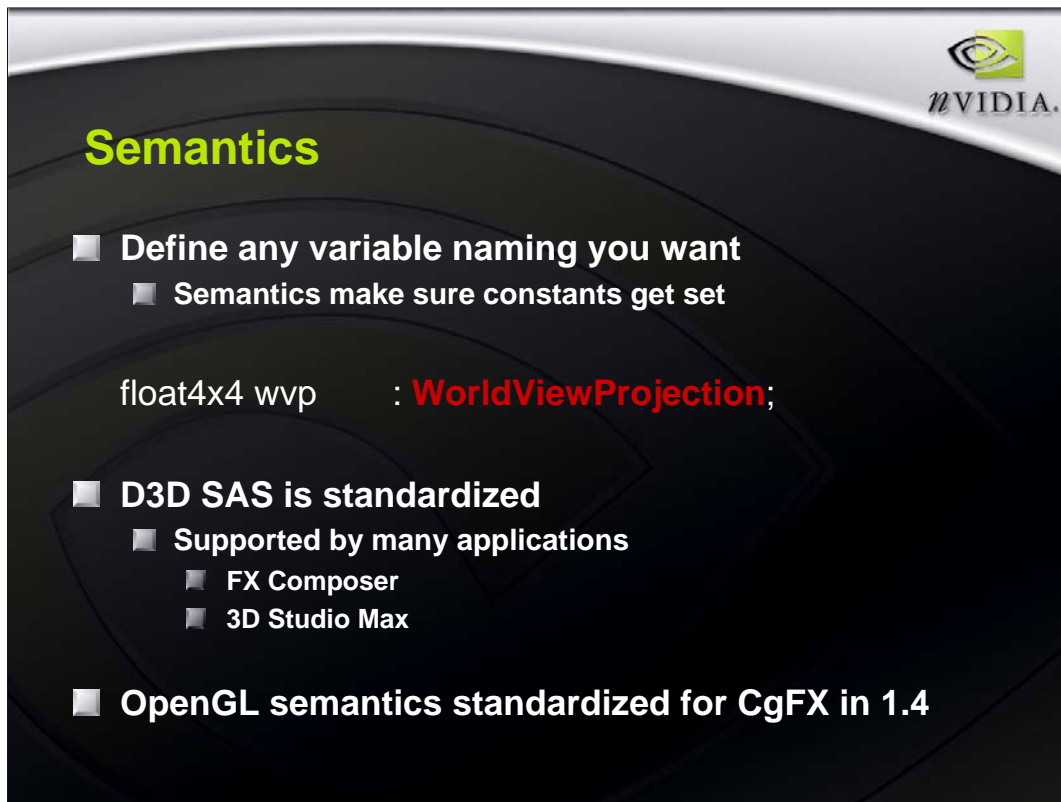 nVIDIA.
Semantics
Define any variable naming you want
Semantics make sure constants get set
float4x4 wvp : WorldViewProjection;
D3D SAS is standardized
Supported by many applications
FX Composer
3D Studio Max
OpenGL semantics standardized for CgFX in 1.4